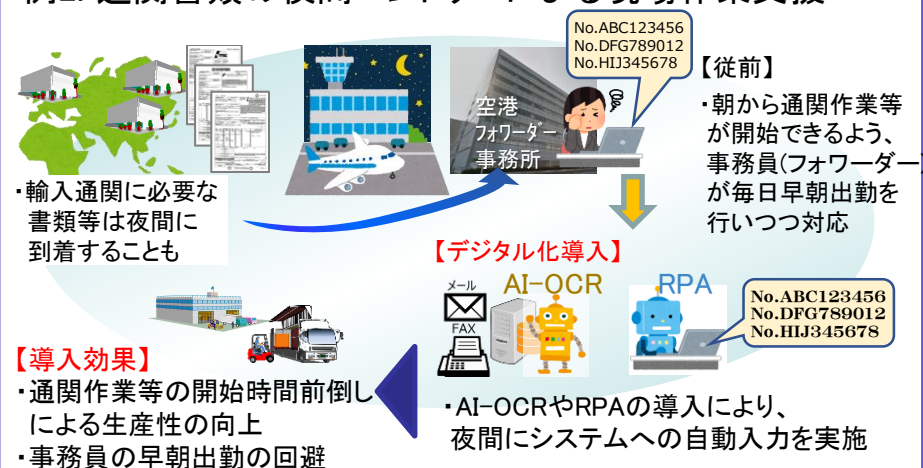 No.ABC123456
No.DFG789012
No.HIJ345678
【従前】
・朝から通関作業等
が開始できるよう、
事務員(フォワーダー)
が毎日早朝出勤を
行いつつ対応
空港
フォワーダー
事務所
・輸入通関に必要な
書類等は夜間に
到着することも
【デジタル化導入】
メール
FAX
AI-OCR
RPA
No.ABC123456
No.DFG789012
No.HIJ345678
・AI-OCRやRPAの導入により、
夜間にシステムへの自動入力を実施
【導入効果】
・通関作業等の開始時間前倒し
による生産性の向上
・事務員の早朝出勤の回避